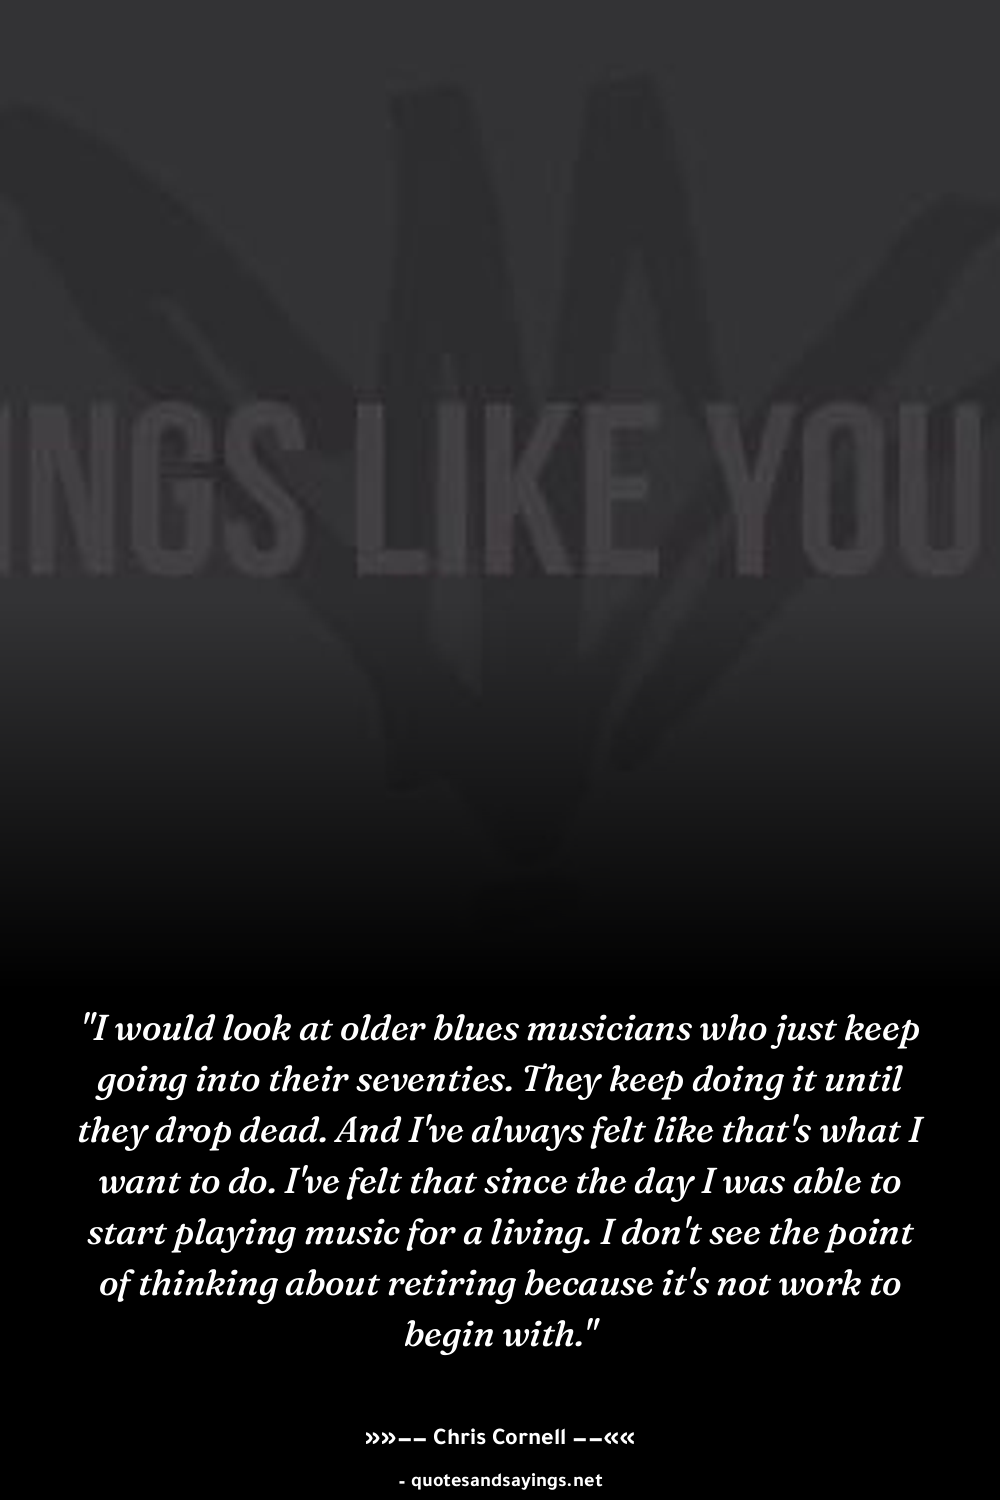 INGS LIKE YOU
"I would look at older blues musicians who just keep
going into their seventies. They keep doing it until
they drop dead. And I've always felt like that's what I
want to do. I've felt that since the day I was able to
start playing music for a living. I don't see the point
of thinking about retiring because it's not work to
begin with."
»»–– Chris Cornell ––««
- quotesandsayings.net